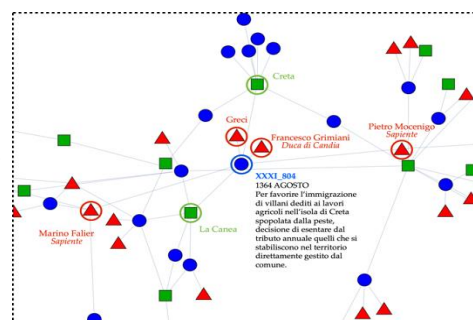 Creta
Greci
Francesco Grimiani
Duca di Candia
Pietro Mocenigo
Sapiente
XXXI_804
1364 AGOSTO
Per favorire l'immigrazione
di villani dediti ai lavori
agricoli nell'isola di Creta
spopolata dalla peste,
decisione di esentare dal
tributo annuale quelli che si
stabiliscono nel territorio
direttamente gestito dal
comune.
La Canea
Marino Falier
Sapiente